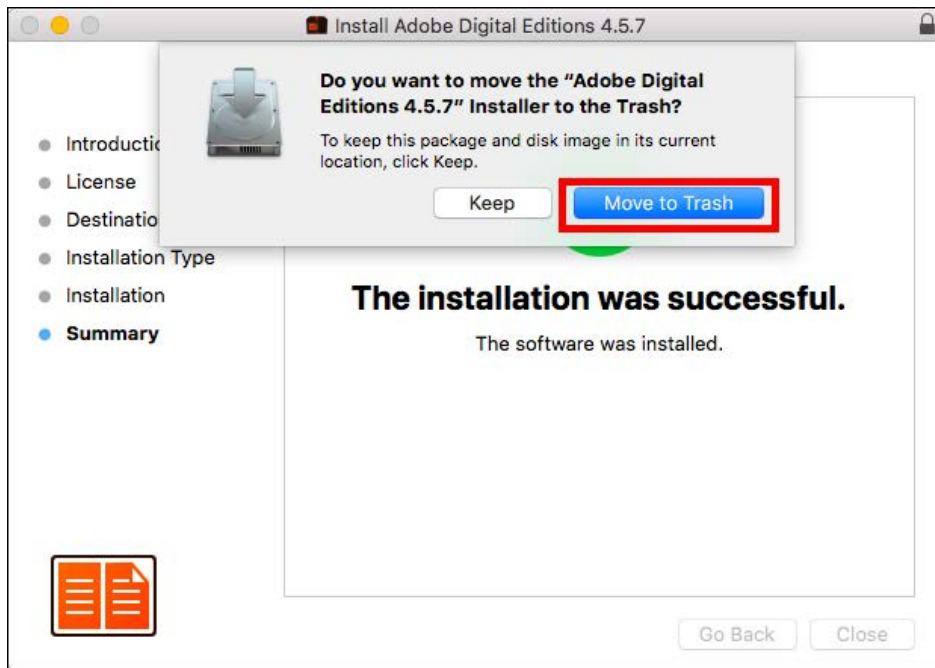 Install Adobe Digital Editions 4.5.7
Do you want to move the “Adobe Digital
Editions 4.5.7” Installer to the Trash?
To keep this package and disk image in its current
location, click Keep.
Keep
Move to Trash
Introductio
License
Destinatio
Installation Type
Installation
Summary
The installation was successful.
The software was installed.
Go Back
Close